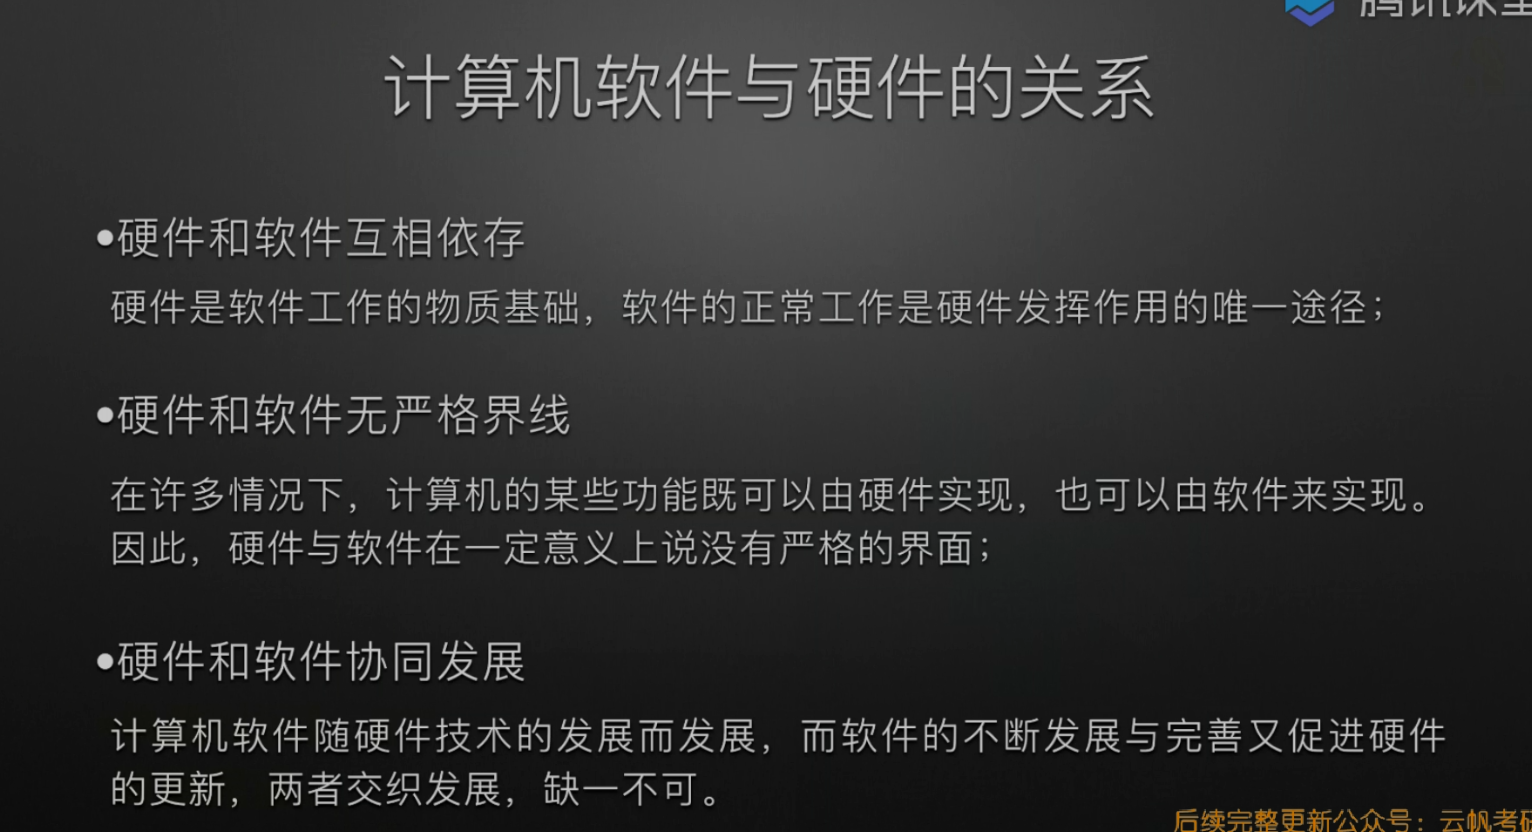 腾讯课堂
计算机软件与硬件的关系
•硬件和软件互相依存
硬件是软件工作的物质基础，软件的正常工作是硬件发挥作用的唯一途径；
•硬件和软件无严格界线
在许多情况下，计算机的某些功能既可以由硬件实现，也可以由软件来实现。
因此，硬件与软件在一定意义上说没有严格的界面；
•硬件和软件协同发展
计算机软件随硬件技术的发展而发展，而软件的不断发展与完善又促进硬件
的更新，两者交织发展，缺一不可。
后续完整更新公众号：云帆考研